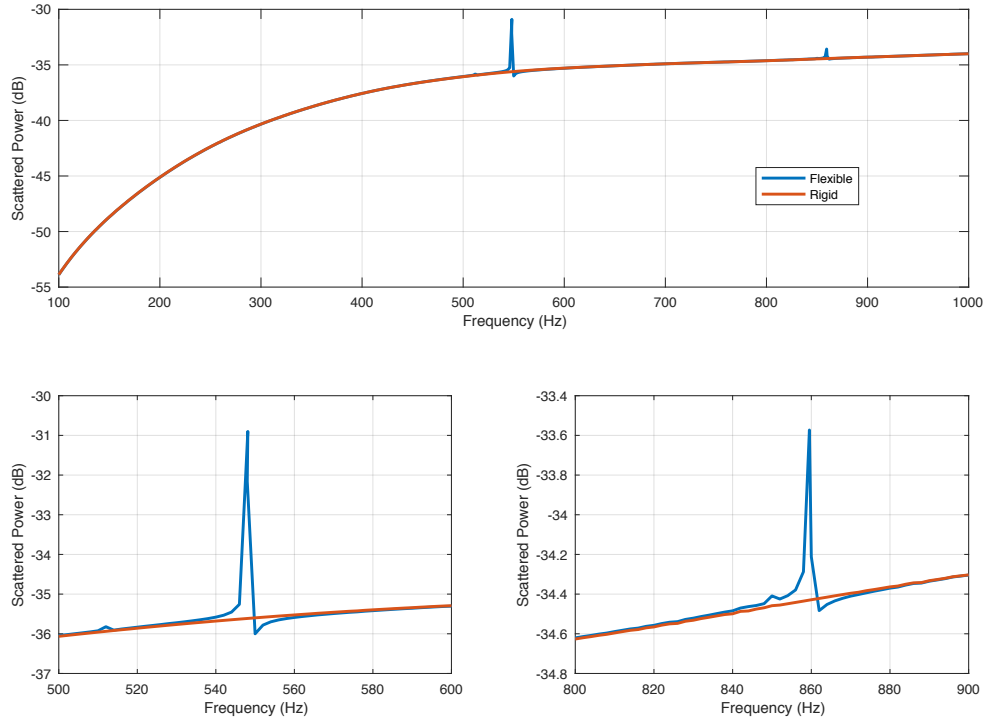 -30
-35
-40
-45
-50
-55
Scattered Power (dB)
100 200 300 400 500 600 700 800 900 1000
Frequency (Hz)
Flexible
Rigid
-30
-31
-32
-33
-34
-35
-36
-37
Scattered Power (dB)
500 520 540 560 580 600
Frequency (Hz)
-33.4
-33.6
-33.8
-34
-34.2
-34.4
-34.6
-34.8
Scattered Power (dB)
800 820 840 860 880 900
Frequency (Hz)